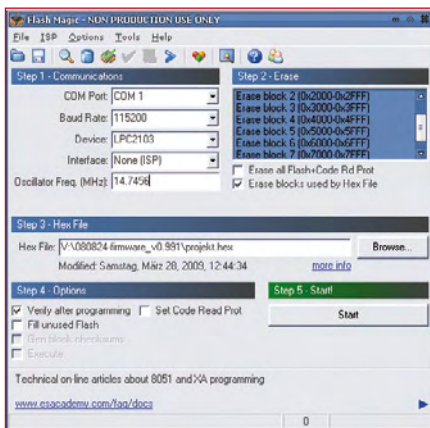 Flash Magic - NON PRODUCTION USE ONLY
File ISP Options Tools Help
Step 1 - Communications
COM Port: COM 1
Baud Rate: 115200
Device: LPC2103
Interface: None (ISP)
Oscillator Freq. (MHz): 14.7456
Step 2 - Erase
Erase block 2 (0x2000-0x2FFF)
Erase block 3 (0x3000-0x3FFF)
Erase block 4 (0x4000-0x4FFF)
Erase block 5 (0x5000-0x5FFF)
Erase block 6 (0x6000-0x6FFF)
Erase block 7 (0x7000-0x7FFF)
Erase all Flash+Code Rd Prot
Erase blocks used by Hex File
Step 3 - Hex File
Hex File: V:\080824-firmware_v0.991\projekt.hex Browse...
Modified: Samstag, März 28, 2009, 12:44:34 more info
Step 4 - Options
Verify after programming Set Code Read Prot
Fill unused Flash
Gen block checksums
Execute
Step 5 - Start!
Start
Technical on-line articles about 8051 and XA programming
www.esacademy.com/faq/docs
0